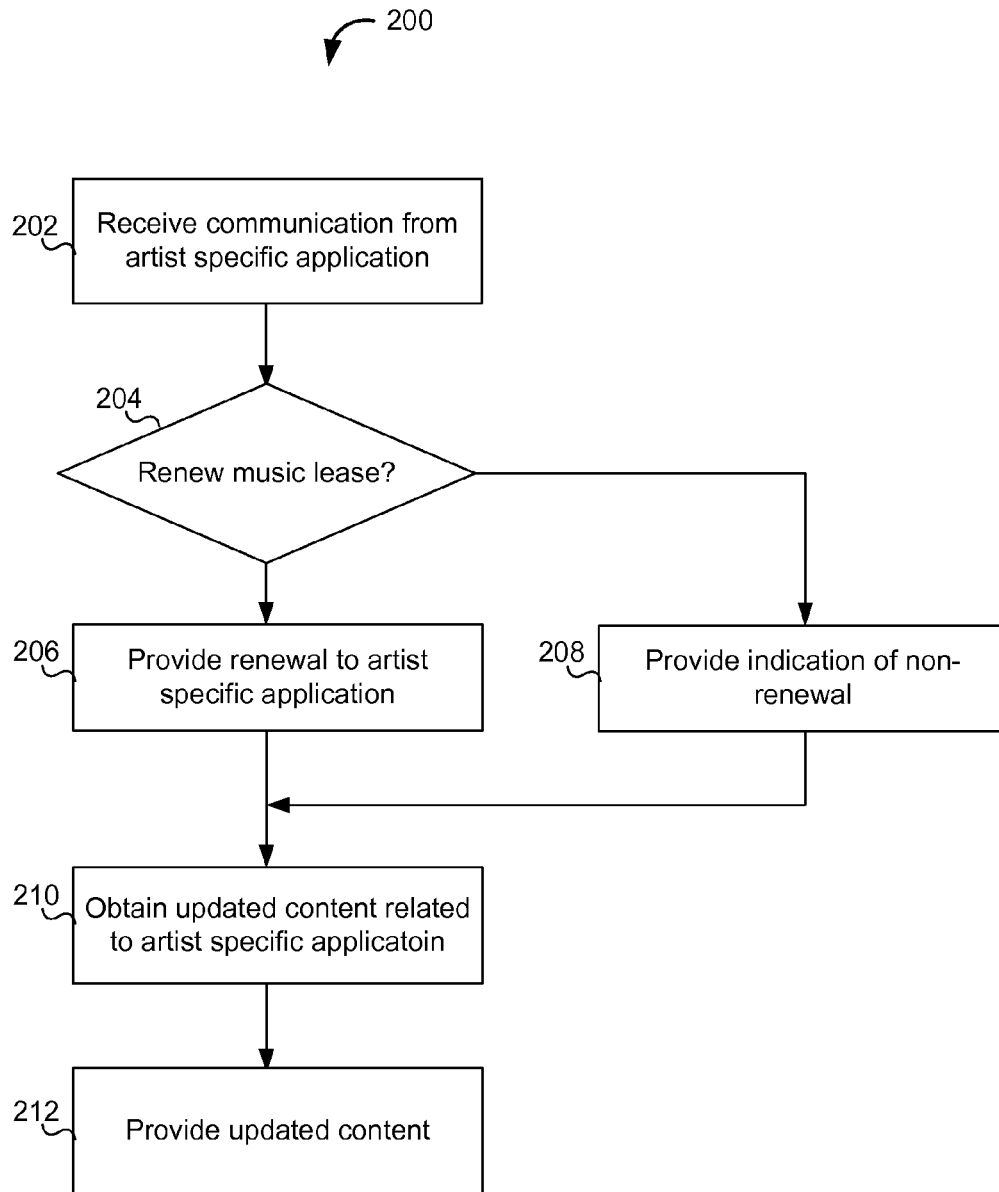 200
202
Receive communication from
artist specific application
204
Renew music lease?
206
Provide renewal to artist
specific application
208
Provide indication of non-
renewal
210
Obtain updated content related
to artist specific applicatoin
212
Provide updated content